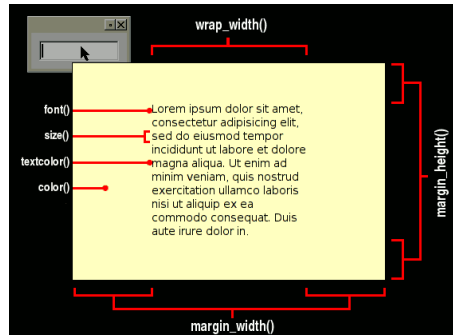 wrap_width()
font()
size()
textcolor()
color()
Lorem ipsum dolor sit amet,
consectetur adipisicing elit,
sed do eiusmod tempor
incididunt ut labore et dolore
magna aliqua. Ut enim ad
minim veniam, quis nostrud
exercitation ullamco laboris
nisi ut aliquip ex ea
commodo consequat. Duis
aute irure dolor in.
margin_height()
margin_width()